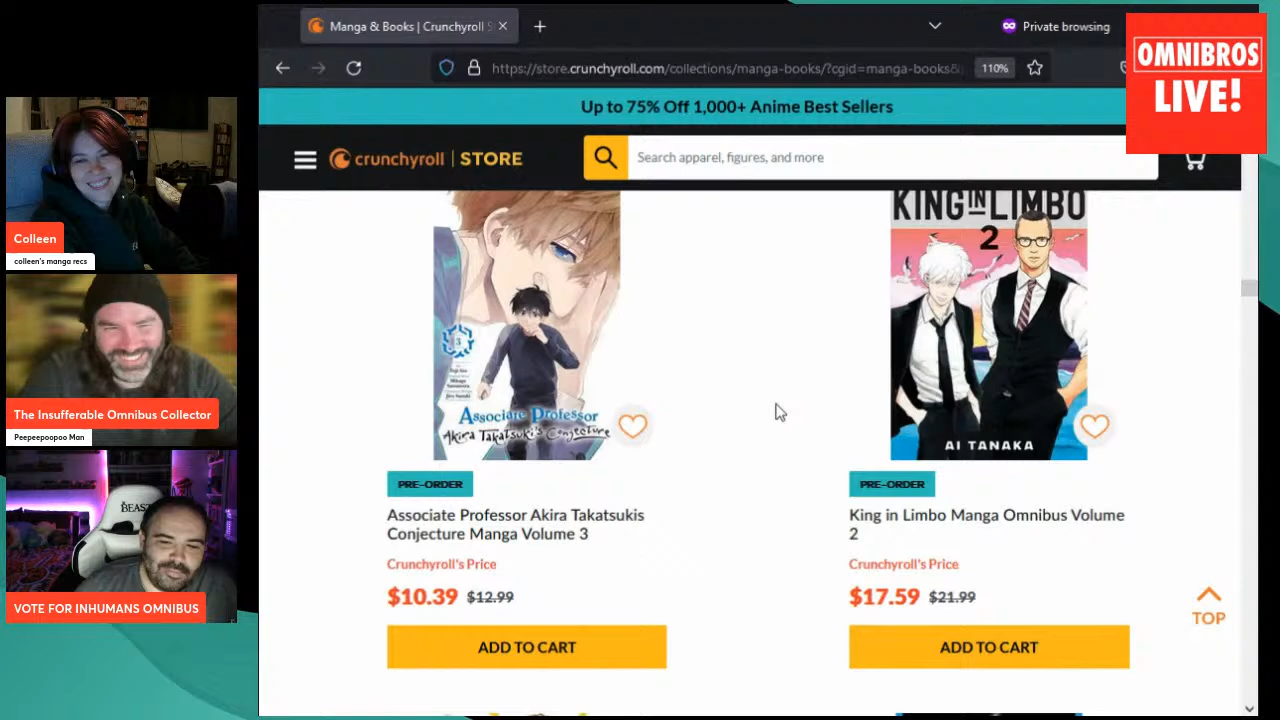 Manga & Books | Crunchyroll S
Private browsing
https://store.crunchyroll.com/collections/manga-books/?cgid=manga-books&
110%
OMNIBROS
LIVE!
Up to 75% Off 1,000+ Anime Best Sellers
crunchyroll | STORE
Search apparel, figures, and more
Colleen
colleen's manga recs
The Insufferable Omnibus Collector
Peepeepoopoo Man
BEAST
VOTE FOR INHUMANS OMNIBUS
3
Associate Professor
Akira Takatsuki's Conjecture
KING IN LIMBO
2
AI TANAKA
PRE-ORDER
Associate Professor Akira Takatsukis
Conjecture Manga Volume 3
Crunchyroll's Price
$10.39 $12.99
ADD TO CART
PRE-ORDER
King in Limbo Manga Omnibus Volume
2
Crunchyroll's Price
$17.59 $21.99
ADD TO CART
TOP